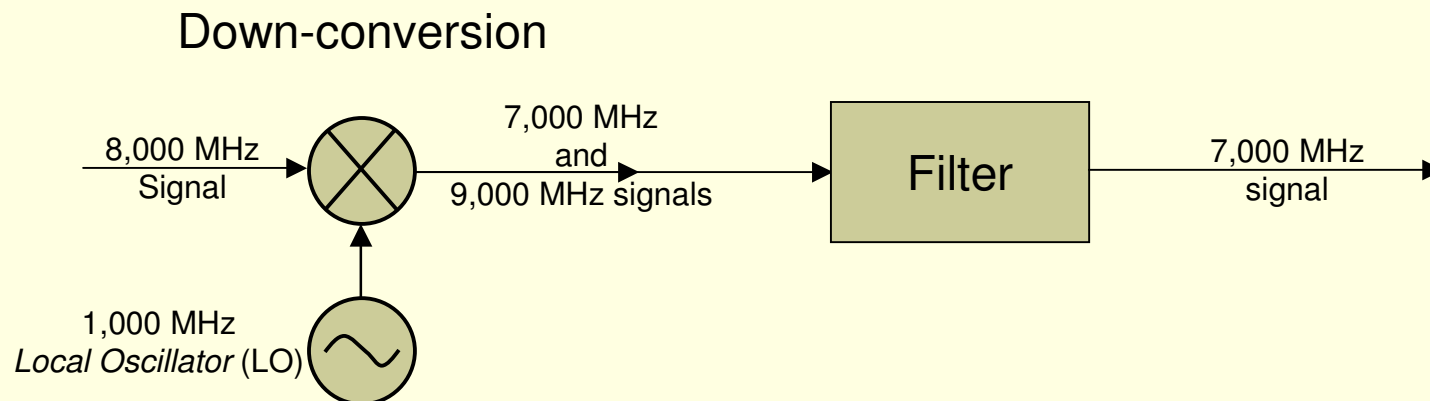 Down-conversion
8,000 MHz
Signal
7,000 MHz
and
9,000 MHz signals
Filter
7,000 MHz
signal
1,000 MHz
Local Oscillator (LO)